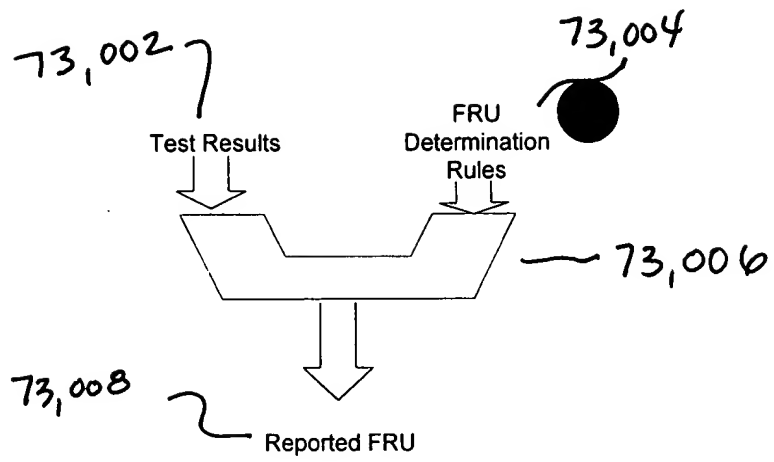 73,002
73,004
Test Results
FRU
Determination
Rules
73,006
73,008
Reported FRU